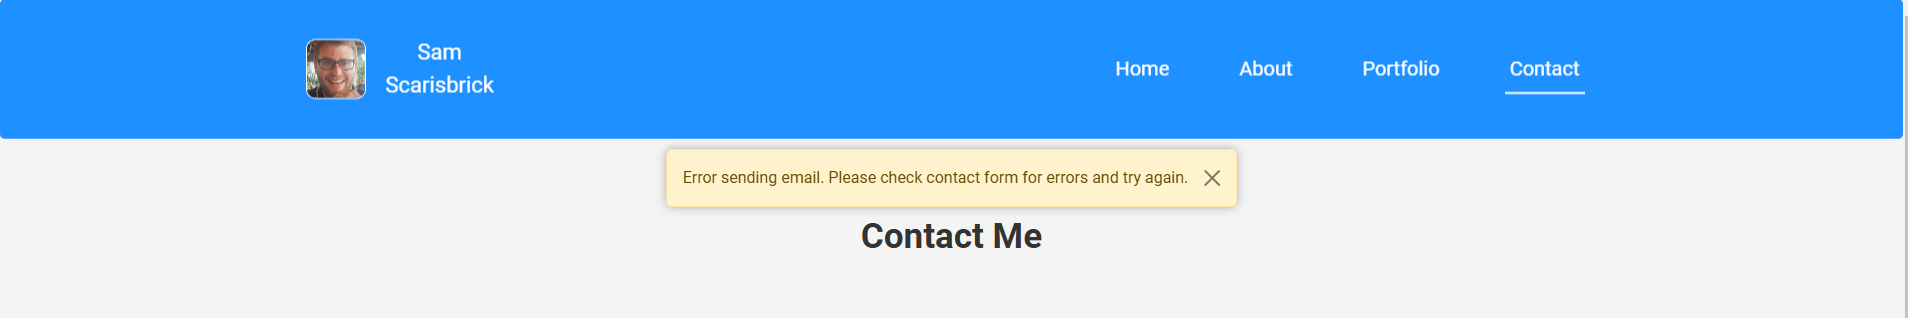 Sam
Scarisbrick
Home
About
Portfolio
Contact
Error sending email. Please check contact form for errors and try again.
Contact Me